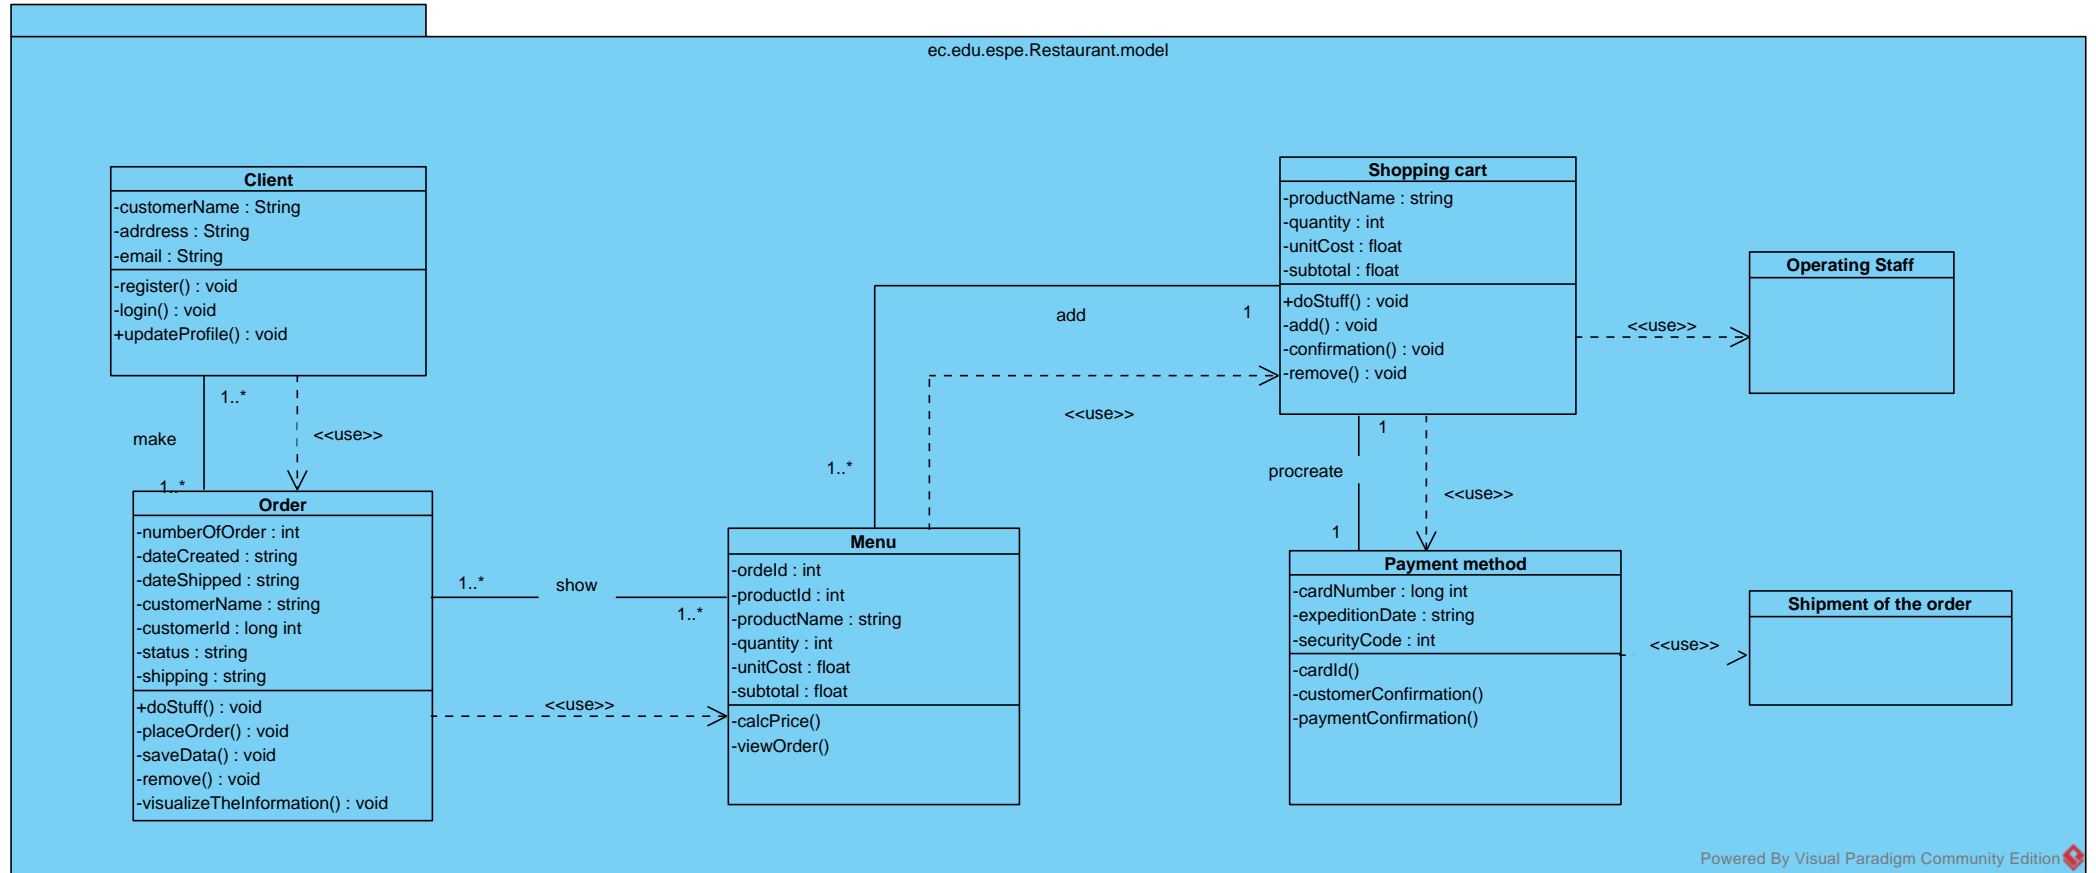 ec.edu.espe.Restaurant.model
Client
-customerName : String
-adrdress : String
-email : String
-register() : void
-login() : void
+updateProfile() : void
1..*
make
<<use>>
1..*
Order
-numberOfOrder : int
-dateCreated : string
-dateShipped : string
-customerName : string
-customerId : long int
-status : string
-shipping : string
+doStuff() : void
-placeOrder() : void
-saveData() : void
-remove() : void
-visualizeTheInformation() : void
1..*
show
1..*
<<use>>
Menu
-ordeId : int
-productId : int
-productName : string
-quantity : int
-unitCost : float
-subtotal : float
-calcPrice()
-viewOrder()
1..*
add
1
<<use>>
Shopping cart
-productName : string
-quantity : int
-unitCost : float
-subtotal : float
+doStuff() : void
-add() : void
-confirmation() : void
-remove() : void
<<use>>
Operating Staff
1
procreate
<<use>>
1
Payment method
-cardNumber : long int
-expeditionDate : string
-securityCode : int
-cardId()
-customerConfirmation()
-paymentConfirmation()
<<use>>
Shipment of the order
Powered By Visual Paradigm Community Edition